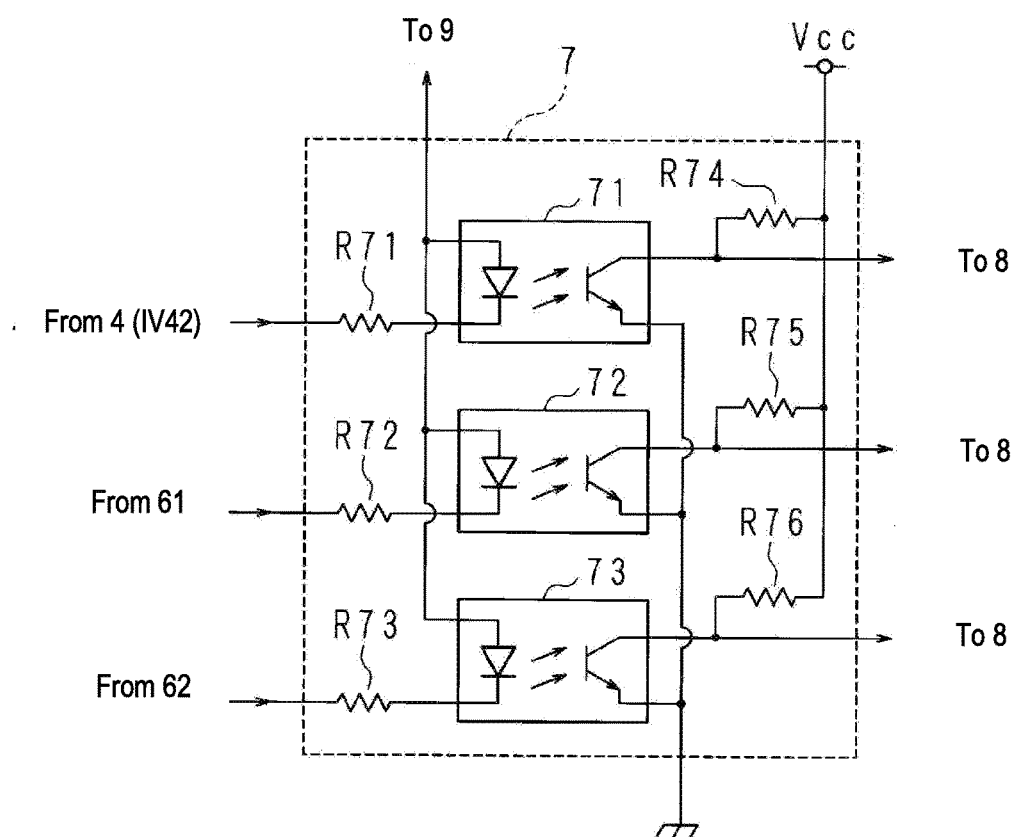 To 9
Vcc
7
R74
71
R71
To 8
From 4 (IV42)
R75
72
R72
To 8
From 61
R76
73
R73
To 8
From 62